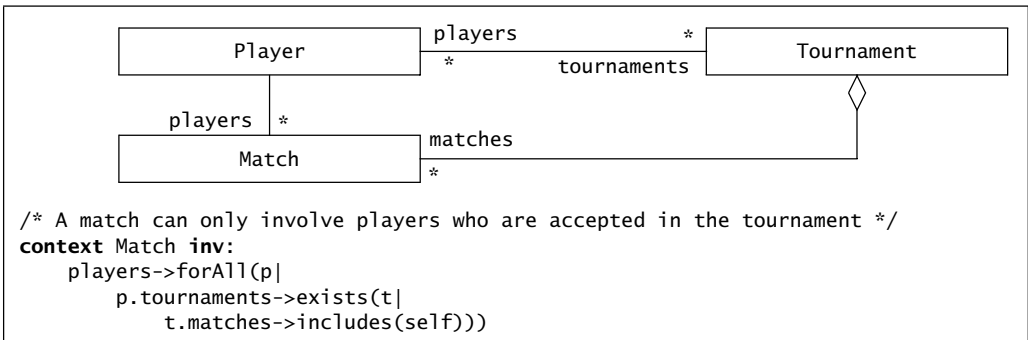 players *
Player Tournament
* tournaments
players *
matches
Match
*
/* A match can only involve players who are accepted in the tournament */
context Match inv:
players->forAll(p|
p.tournaments->exists(t|
t.matches->includes(self)))